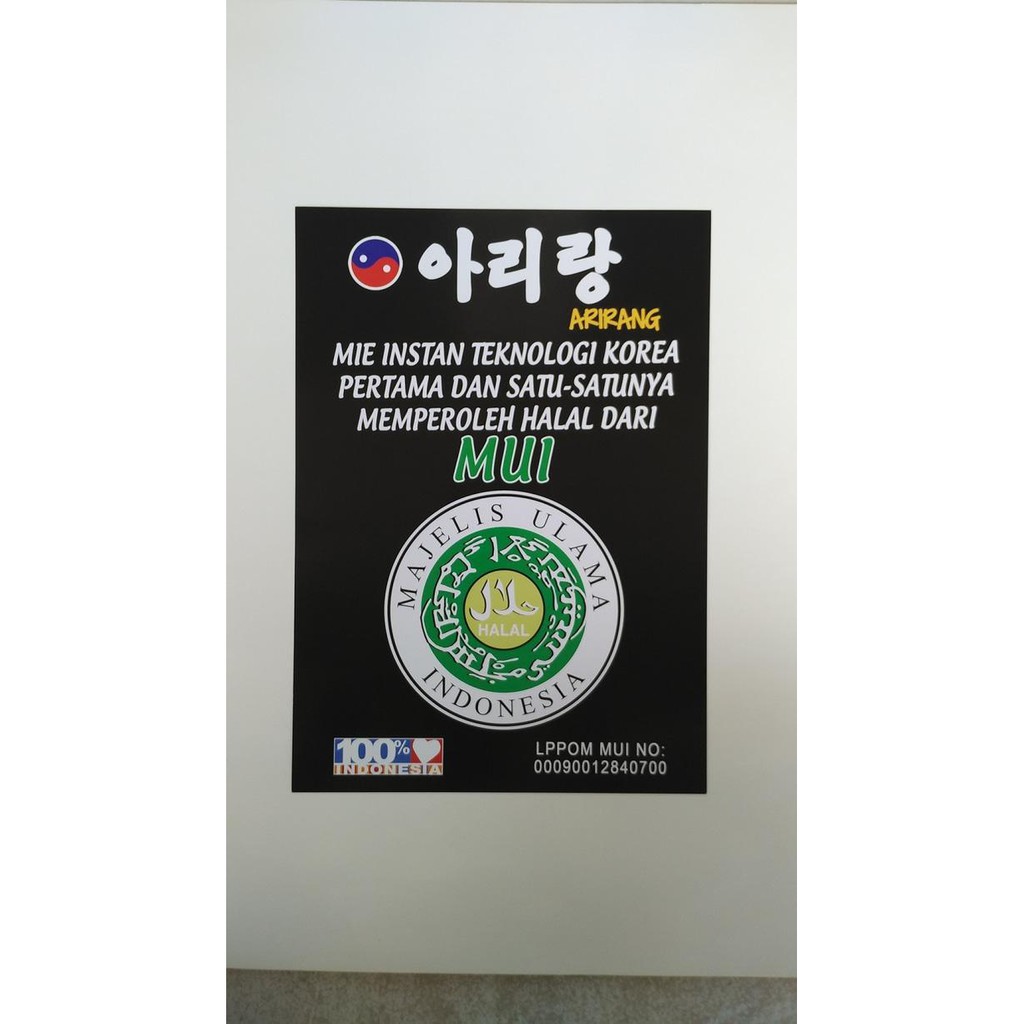 아리랑
ARIRANG
MIE INSTAN TEKNOLOGI KOREA
PERTAMA DAN SATU-SATUNYA
MEMPEROLEH HALAL DARI
MUI
MAJELIS ULAMA
حلال
HALAL
INDONESIA
100%
INDONESIA
LPPOM MUI NO:
00090012840700